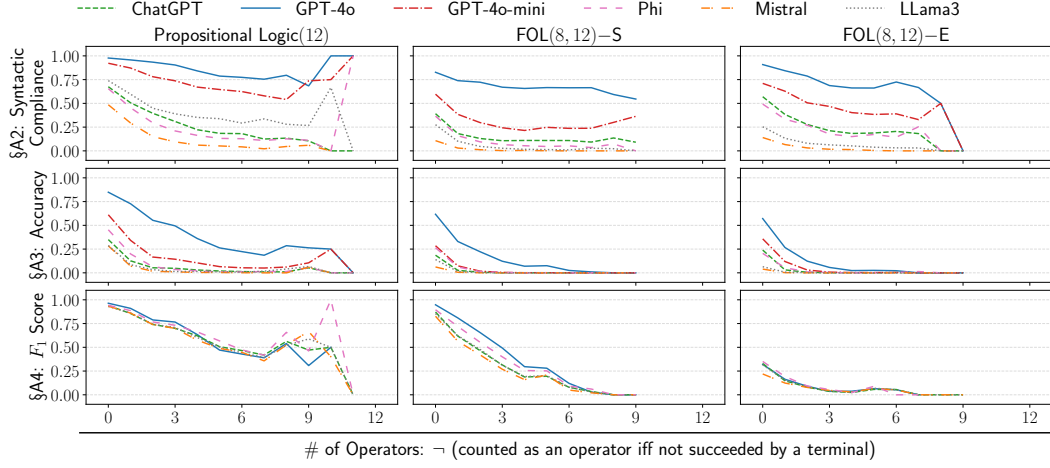 ChatGPT GPT-4o GPT-4o-mini Phi Mistral LLama3
Propositional Logic(12) FOL(8, 12)−S FOL(8, 12)−E
§A2: Syntactic
Compliance
1.00
0.75
0.50
0.25
0.00
§A3: Accuracy
1.00
0.75
0.50
0.25
0.00
§A4: F₁ Score
1.00
0.75
0.50
0.25
0.00
0 3 6 9 12 0 3 6 9 12 0 3 6 9 12
# of Operators: ¬ (counted as an operator iff not succeeded by a terminal)